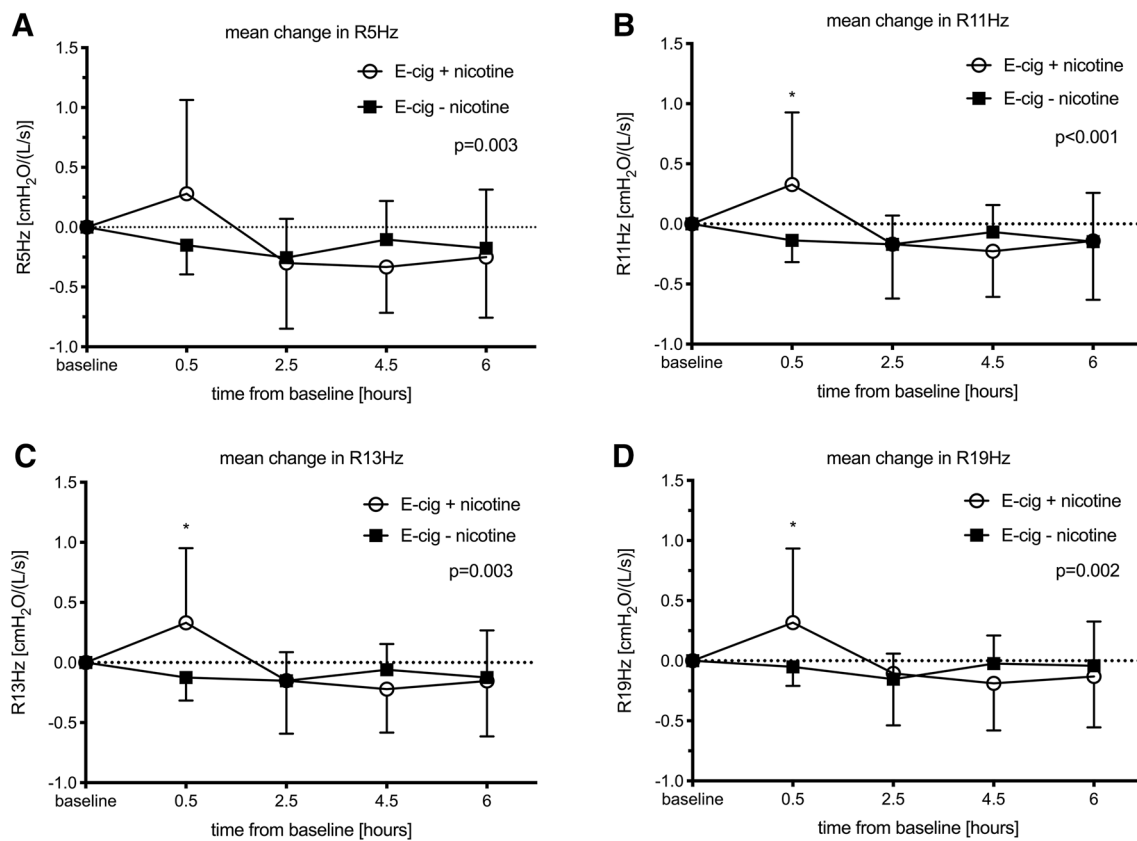 A
mean change in R5Hz
1.5
1.0
0.5
0.0
-0.5
-1.0
R5Hz [cmH₂O/(L/s)]
E-cig + nicotine
E-cig - nicotine
p=0.003
baseline 0.5 2.5 4.5 6
time from baseline [hours]
B
mean change in R11Hz
1.5
1.0
0.5
0.0
-0.5
-1.0
R11Hz [cmH₂O/(L/s)]
E-cig + nicotine
E-cig - nicotine
p<0.001
*
baseline 0.5 2.5 4.5 6
time from baseline [hours]
C
mean change in R13Hz
1.5
1.0
0.5
0.0
-0.5
-1.0
R13Hz [cmH₂O/(L/s)]
E-cig + nicotine
E-cig - nicotine
p=0.003
*
baseline 0.5 2.5 4.5 6
time from baseline [hours]
D
mean change in R19Hz
1.5
1.0
0.5
0.0
-0.5
-1.0
R19Hz [cmH₂O/(L/s)]
E-cig + nicotine
E-cig - nicotine
p=0.002
*
baseline 0.5 2.5 4.5 6
time from baseline [hours]